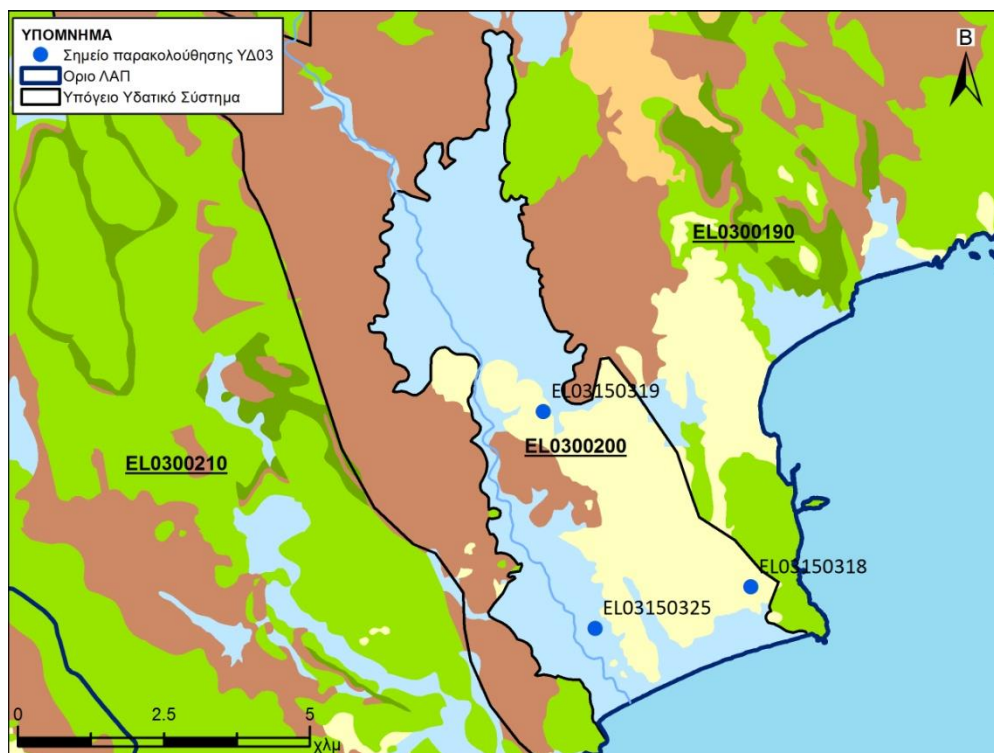 ΥΠΟΜΝΗΜΑ
Σημείο παρακολούθησης ΥΔ03
Οριο ΛΑΠ
Υπόγειο Υδατικό Σύστημα
Β
EL0300190
EL03150319
EL0300200
EL0300210
EL03150318
EL03150325
0 2.5 5
χλμ